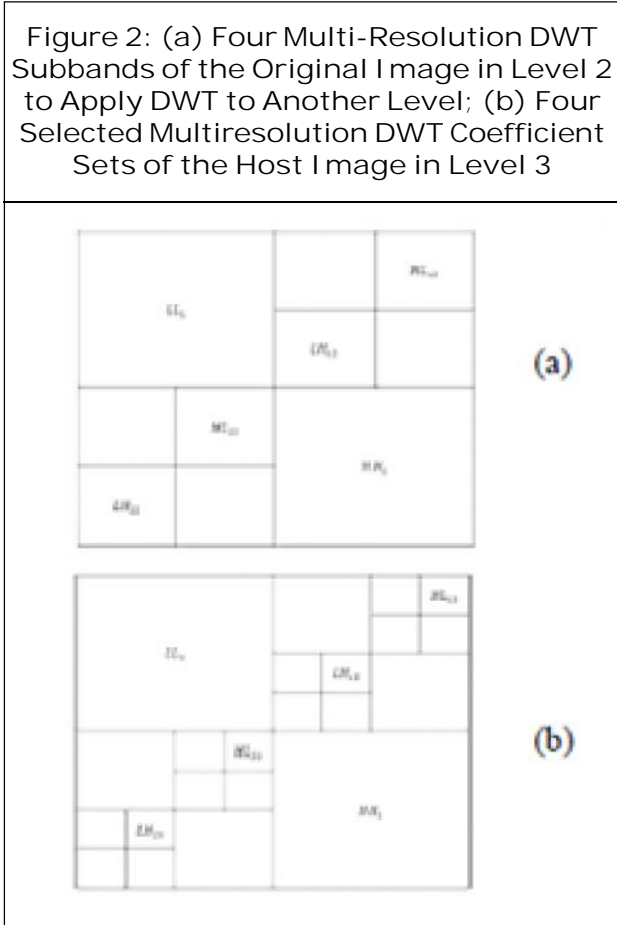 Figure 2: (a) Four Multi-Resolution DWT
Subbands of the Original Image in Level 2
to Apply DWT to Another Level; (b) Four
Selected Multiresolution DWT Coefficient
Sets of the Host Image in Level 3
(a)
(b)